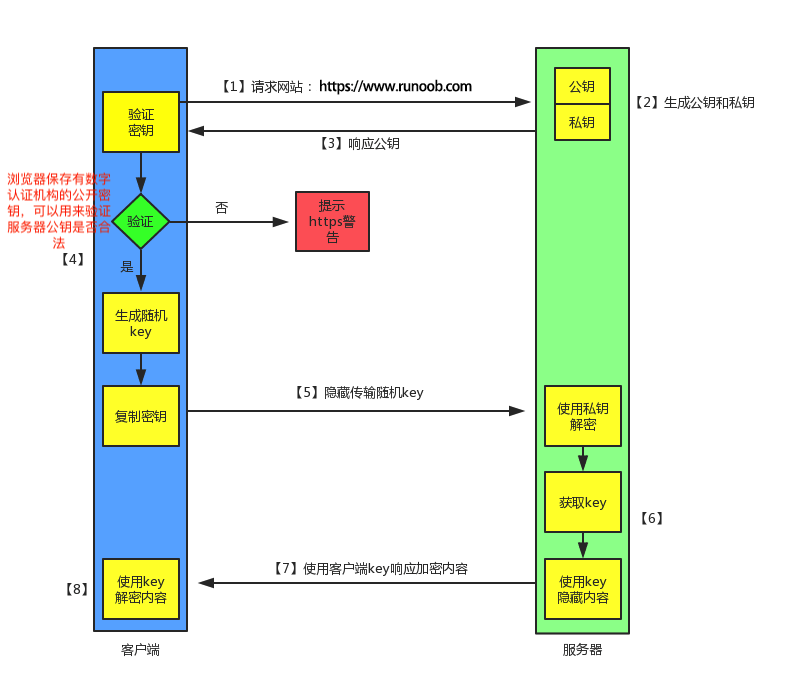 【1】请求网站： https://www.runoob.com
公钥
【2】生成公钥和私钥
私钥
验证
密钥
【3】响应公钥
浏览器保存有数字
认证机构的公开密
钥，可以用来验证
服务器公钥是否合
法
【4】
验证
否
提示
https警
告
是
生成随机
key
复制密钥
【5】隐藏传输随机key
使用私钥
解密
获取key
【6】
【7】使用客户端key响应加密内容
使用key
隐藏内容
【8】
使用key
解密内容
客户端
服务器